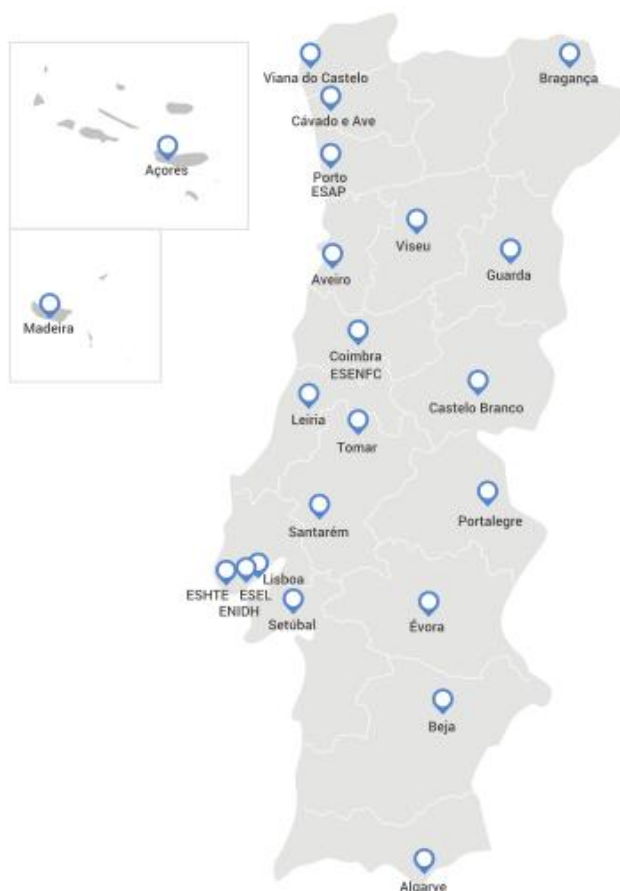 Viana do Castelo
Bragança
Cávado e Ave
Porto
ESAP
Açores
Viseu
Guarda
Aveiro
Madeira
Coimbra
ESENFC
Castelo Branco
Leiria
Tomar
Portalegre
Santarém
Lisboa
ESHTE
ESEL
ENIDH
Setúbal
Évora
Beja
Algarve